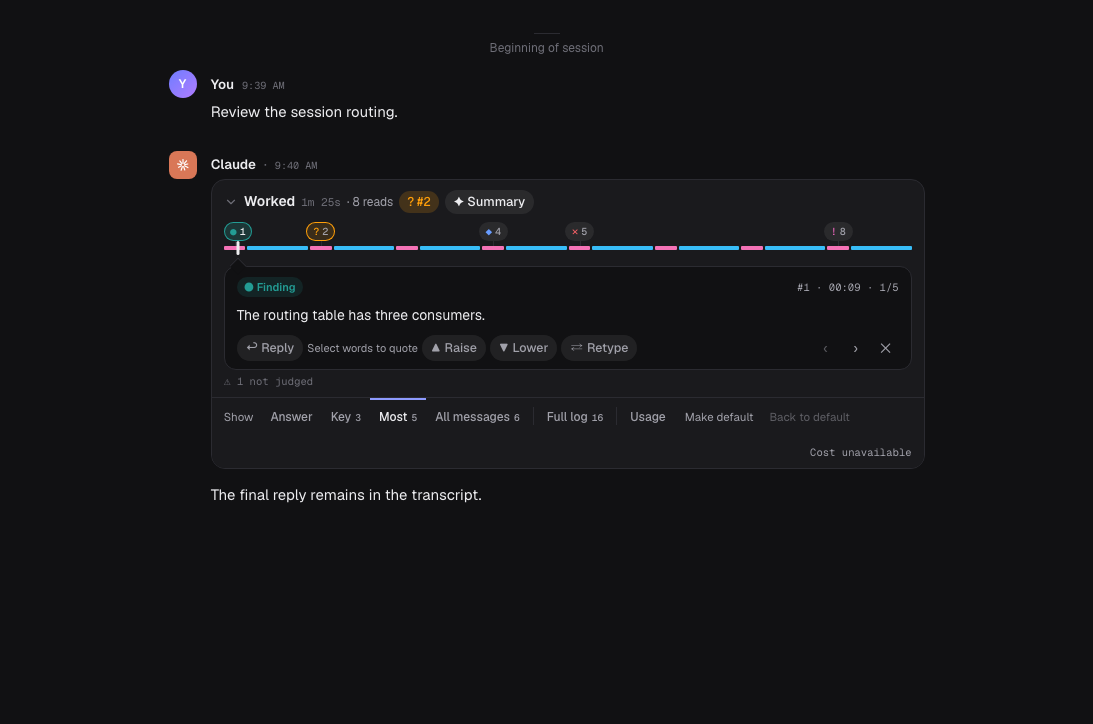 Beginning of session
Y You 9:39 AM
Review the session routing.
Claude · 9:40 AM
Worked 1m 25s · 8 reads ? #2 ✦ Summary
● 1 ? 2 ◆ 4 × 5 ! 8
● Finding #1 · 00:09 · 1/5
The routing table has three consumers.
↩ Reply Select words to quote ▲ Raise ▼ Lower ⇄ Retype ‹ › ×
⚠ 1 not judged
Show Answer Key 3 Most 5 All messages 6 Full log 16 Usage Make default Back to default
Cost unavailable
The final reply remains in the transcript.